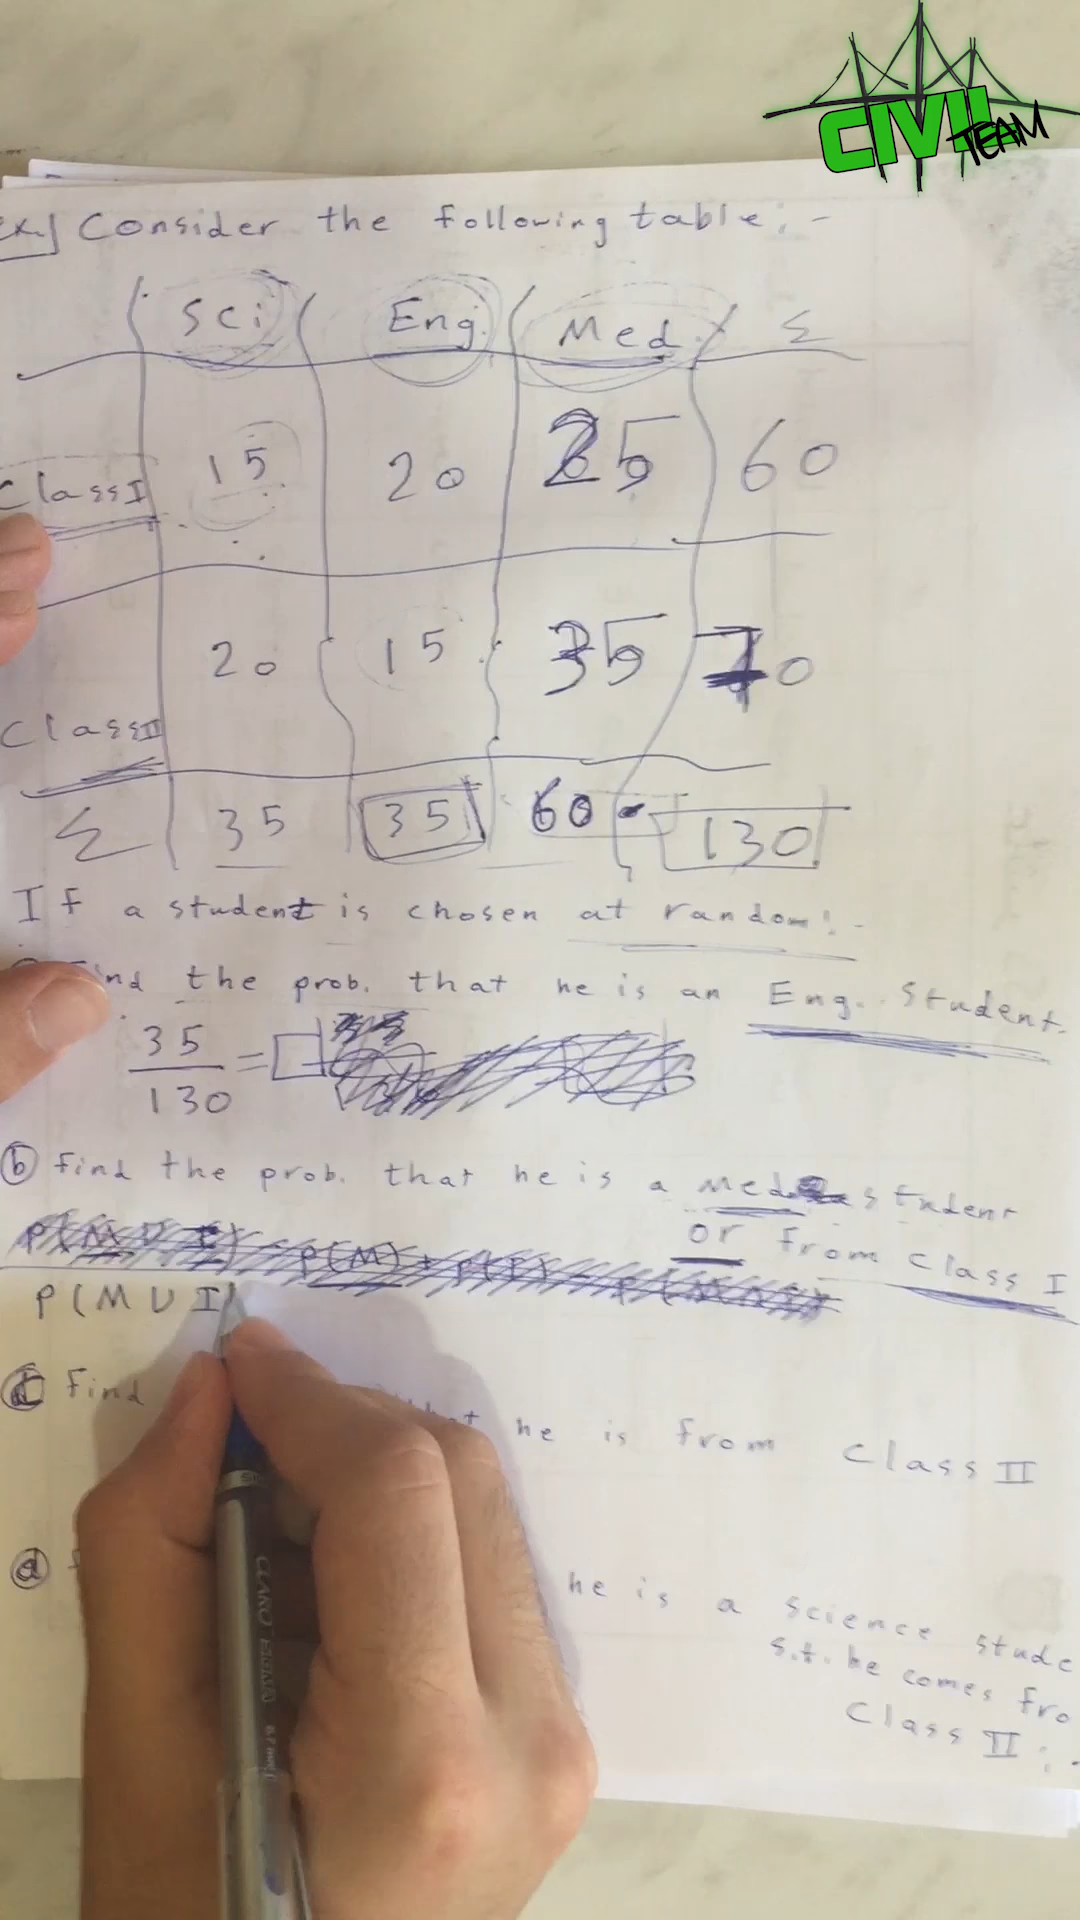 CIVIL TEAM
ex.] Consider the following table:-
Sci Eng. Med. Σ
Class I 15 20 25 60
Class II 20 15 35 70
Σ 35 35 60 130
If a student is chosen at random:-
find the prob. that he is an Eng. Student.
35
130
=
(b) find the prob. that he is a Med. student
or from Class I
P(M ∪ E) = P(M) + P(E) -
P(M ∪ I)
find he is from Class II
(d) he is a science stude
s.t. he comes fro
Class II :-